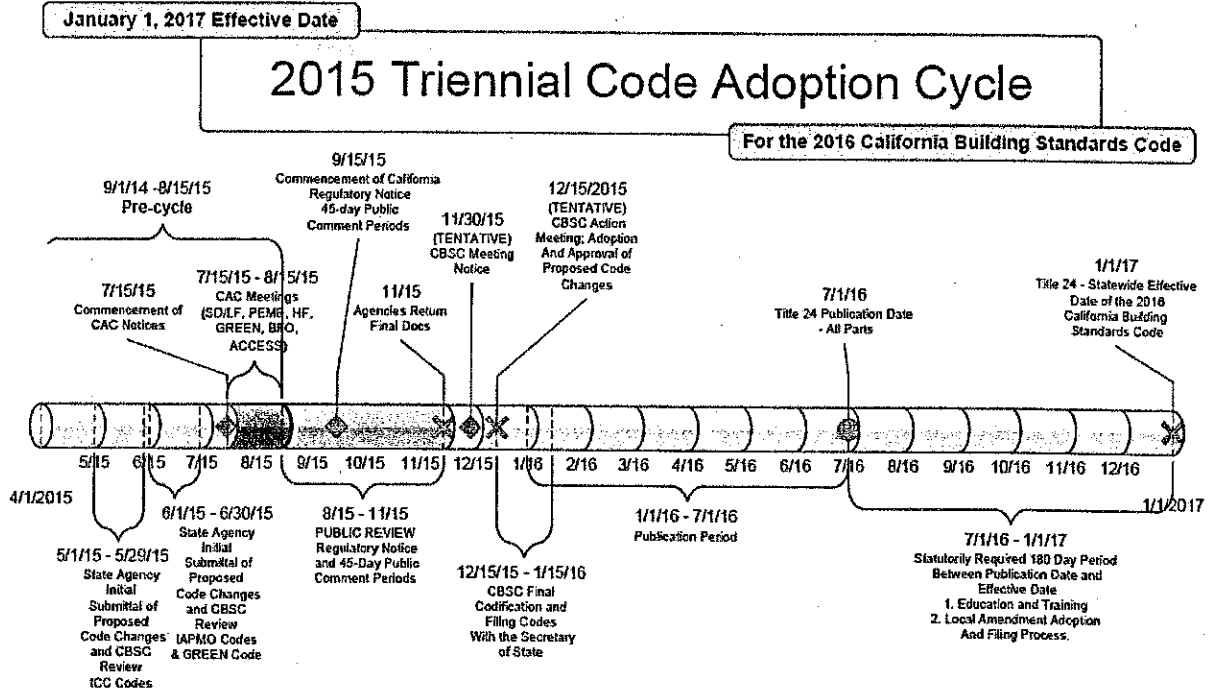 January 1, 2017 Effective Date
2015 Triennial Code Adoption Cycle
For the 2016 California Building Standards Code
9/1/14 -8/15/15
Pre-cycle
7/15/15
Commencement of
CAC Notices
7/15/15 - 8/15/15
CAC Meetings
(SD/LF, PEME, HF,
GREEN, BFO,
ACCESS)
9/15/15
Commencement of California
Regulatory Notice
45-day Public
Comment Periods
11/15
Agencies Return
Final Docs
11/30/15
(TENTATIVE)
CBSC Meeting
Notice
12/15/2015
(TENTATIVE)
CBSC Action
Meeting; Adoption
And Approval of
Proposed Code
Changes
7/1/16
Title 24 Publication Date
- All Parts
1/1/17
Title 24 - Statewide Effective
Date of the 2016
California Building
Standards Code
5/15 6/15 7/15 8/15 9/15 10/15 11/15 12/15 1/16 2/16 3/16 4/16 5/16 6/16 7/16 8/16 9/16 10/16 11/16 12/16
4/1/2015
1/1/2017
5/1/15 - 5/29/15
State Agency
Initial
Submittal of
Proposed
Code Changes
and CBSC
Review
ICC Codes
6/1/15 - 6/30/15
State Agency
Initial
Submittal of
Proposed
Code Changes
and CBSC
Review
IAPMO Codes
& GREEN Code
8/15 - 11/15
PUBLIC REVIEW
Regulatory Notice
and 45-Day Public
Comment Periods
12/15/15 - 1/15/16
CBSC Final
Codification and
Filing Codes
With the Secretary
of State
1/1/16 - 7/1/16
Publication Period
7/1/16 - 1/1/17
Statutorily Required 180 Day Period
Between Publication Date and
Effective Date
1. Education and Training
2. Local Amendment Adoption
And Filing Process.